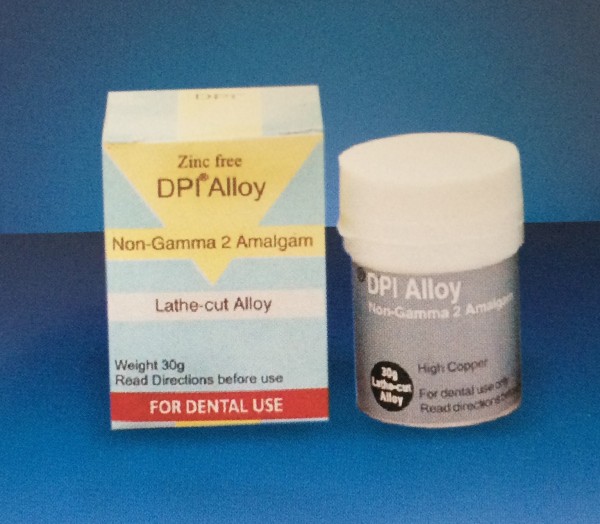 Zinc free
DPI® Alloy
Non-Gamma 2 Amalgam
Lathe-cut Alloy
Weight 30g
Read Directions before use
FOR DENTAL USE
DPI Alloy
Non-Gamma 2 Amalgam
High Copper
30g
Lathe-cut
Alloy
For dental use only
Read directions